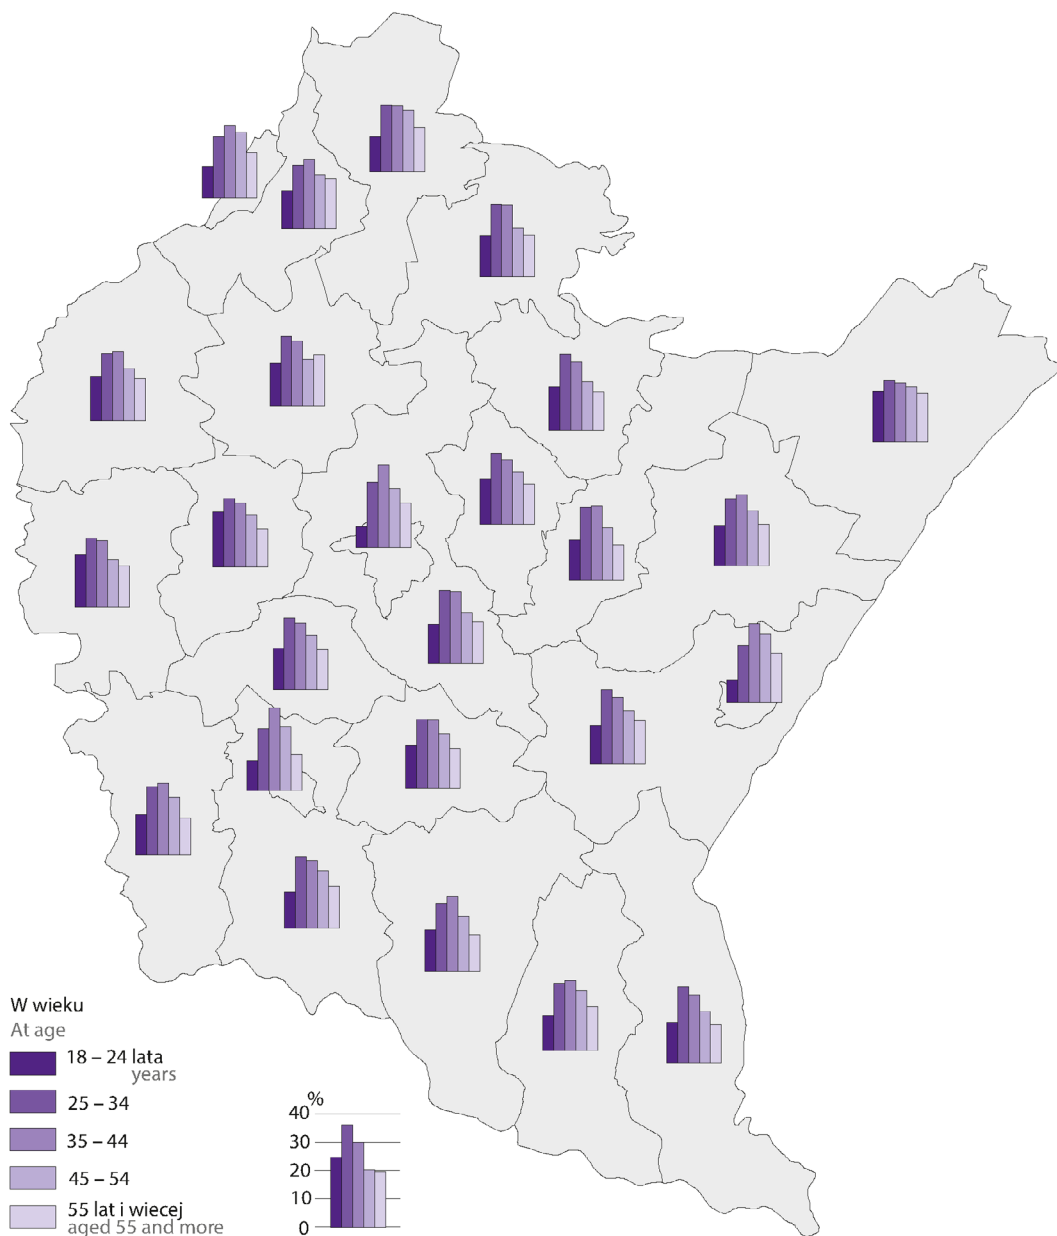 W wieku
At age
18 – 24 lata
years
25 – 34
35 – 44
45 – 54
55 lat i wiecej
aged 55 and more
%
40
30
20
10
0